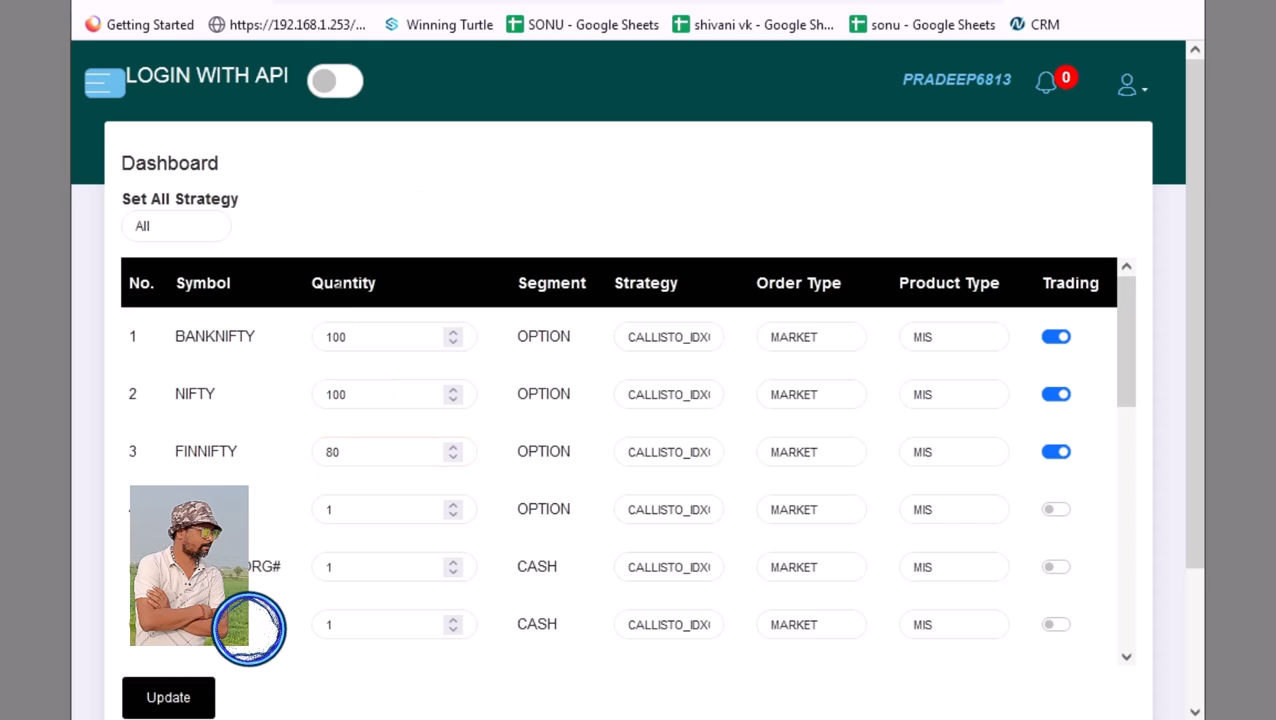 Getting Started https://192.168.1.253/... Winning Turtle SONU - Google Sheets shivani vk - Google Sh... sonu - Google Sheets CRM
LOGIN WITH API PRADEEP6813 0
Dashboard
Set All Strategy
All
No. Symbol Quantity Segment Strategy Order Type Product Type Trading
1 BANKNIFTY 100 OPTION CALLISTO_IDX MARKET MIS
2 NIFTY 100 OPTION CALLISTO_IDX MARKET MIS
3 FINNIFTY 80 OPTION CALLISTO_IDX MARKET MIS
1 OPTION CALLISTO_IDX MARKET MIS
ORG# 1 CASH CALLISTO_IDX MARKET MIS
1 CASH CALLISTO_IDX MARKET MIS
Update